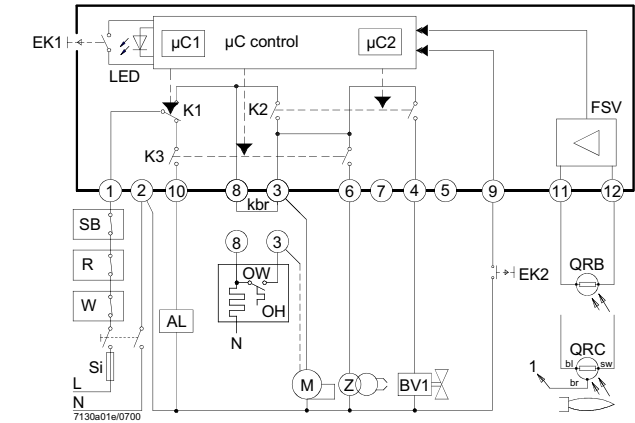 EK1
LED
µC1
µC control
µC2
K1
K2
K3
FSV
1
2
10
8
3
6
7
4
5
9
11
12
kbr
SB
R
W
Si
L
N
7130a01e/0700
AL
8
3
OW
OH
N
M
Z
BV1
EK2
QRB
QRC
bl
sw
br
1